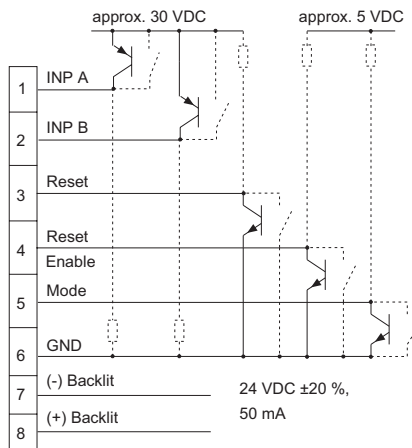 approx. 30 VDC
approx. 5 VDC
1
INP A
2
INP B
3
Reset
4
Reset
Enable
5
Mode
6
GND
7
(-) Backlit
24 VDC ±20 %,
50 mA
8
(+) Backlit